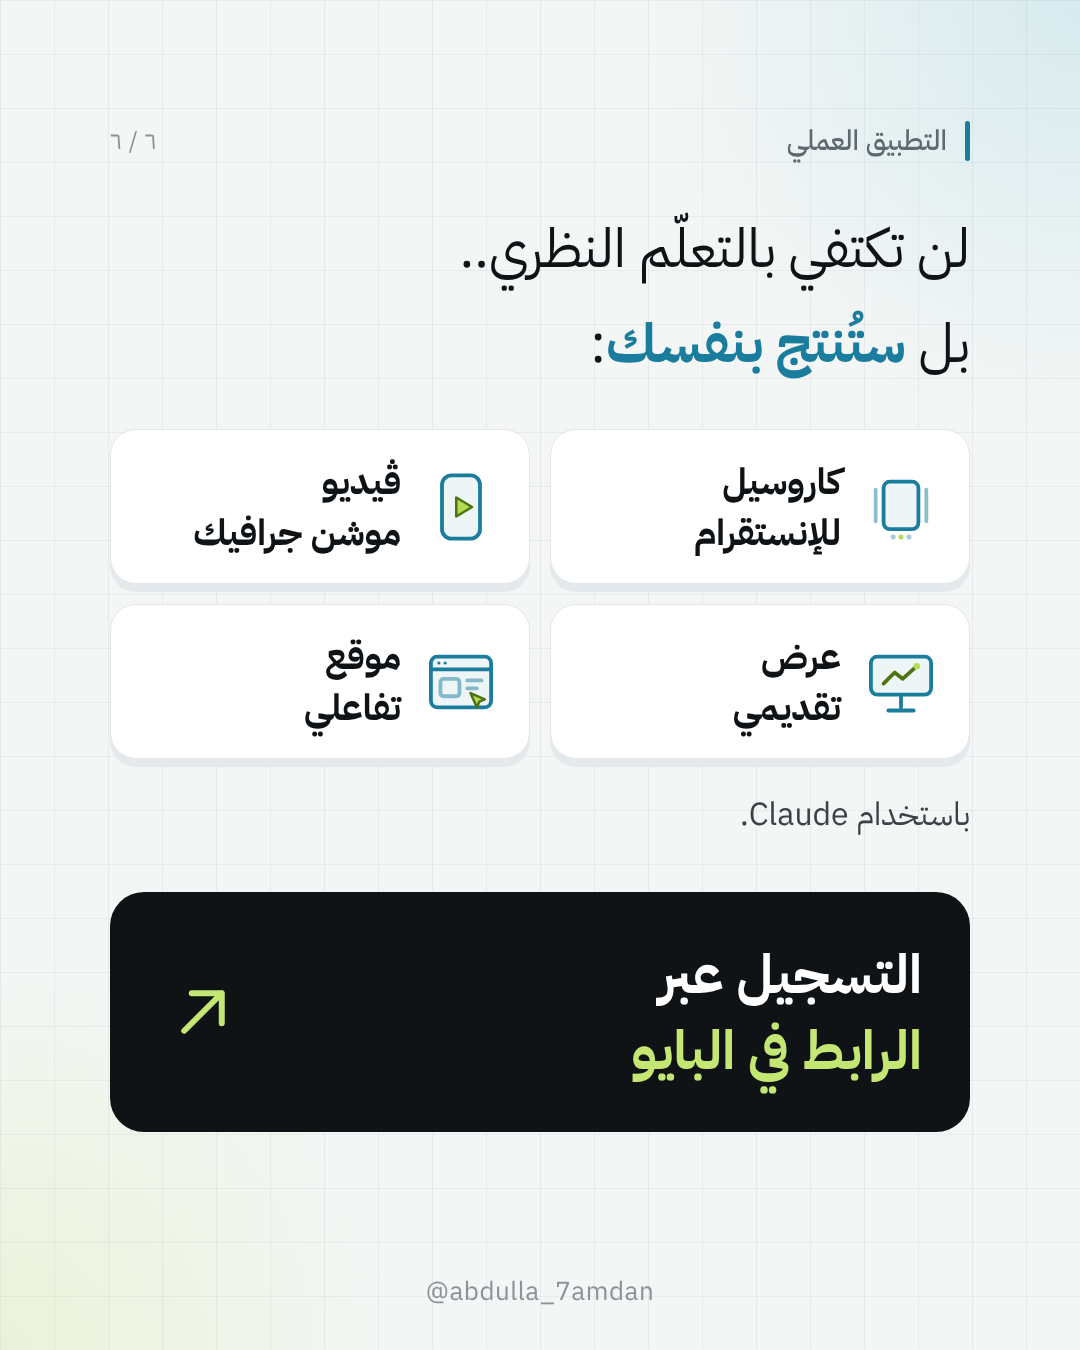 التطبيق العملي
٦ / ٦
لن تكتفي بالتعلّم النظري..
بل ستُنتج بنفسك:
كاروسيل
للإنستقرام
ڤيديو
موشن جرافيك
عرض
تقديمي
موقع
تفاعلي
باستخدام Claude.
التسجيل عبر
الرابط في البايو
@abdulla_7amdan